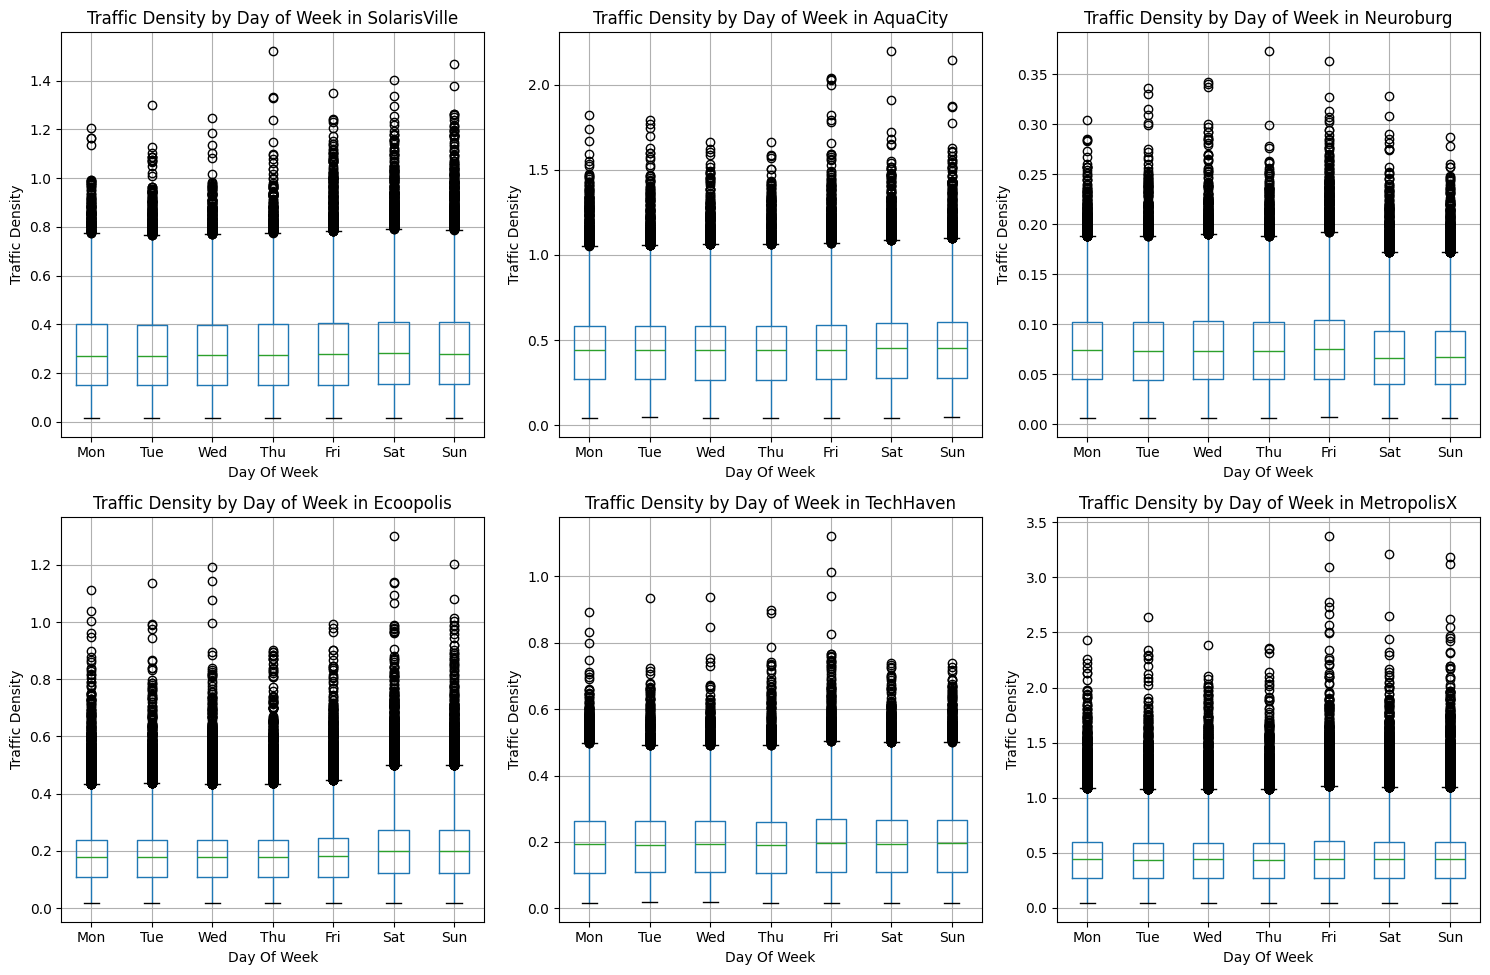 Traffic Density by Day of Week in SolarisVille
Traffic Density
1.4
1.2
1.0
0.8
0.6
0.4
0.2
0.0
Mon Tue Wed Thu Fri Sat Sun
Day Of Week
Traffic Density by Day of Week in AquaCity
Traffic Density
2.0
1.5
1.0
0.5
0.0
Mon Tue Wed Thu Fri Sat Sun
Day Of Week
Traffic Density by Day of Week in Neuroburg
Traffic Density
0.35
0.30
0.25
0.20
0.15
0.10
0.05
0.00
Mon Tue Wed Thu Fri Sat Sun
Day Of Week
Traffic Density by Day of Week in Ecoopolis
Traffic Density
1.2
1.0
0.8
0.6
0.4
0.2
0.0
Mon Tue Wed Thu Fri Sat Sun
Day Of Week
Traffic Density by Day of Week in TechHaven
Traffic Density
1.0
0.8
0.6
0.4
0.2
0.0
Mon Tue Wed Thu Fri Sat Sun
Day Of Week
Traffic Density by Day of Week in MetropolisX
Traffic Density
3.5
3.0
2.5
2.0
1.5
1.0
0.5
0.0
Mon Tue Wed Thu Fri Sat Sun
Day Of Week